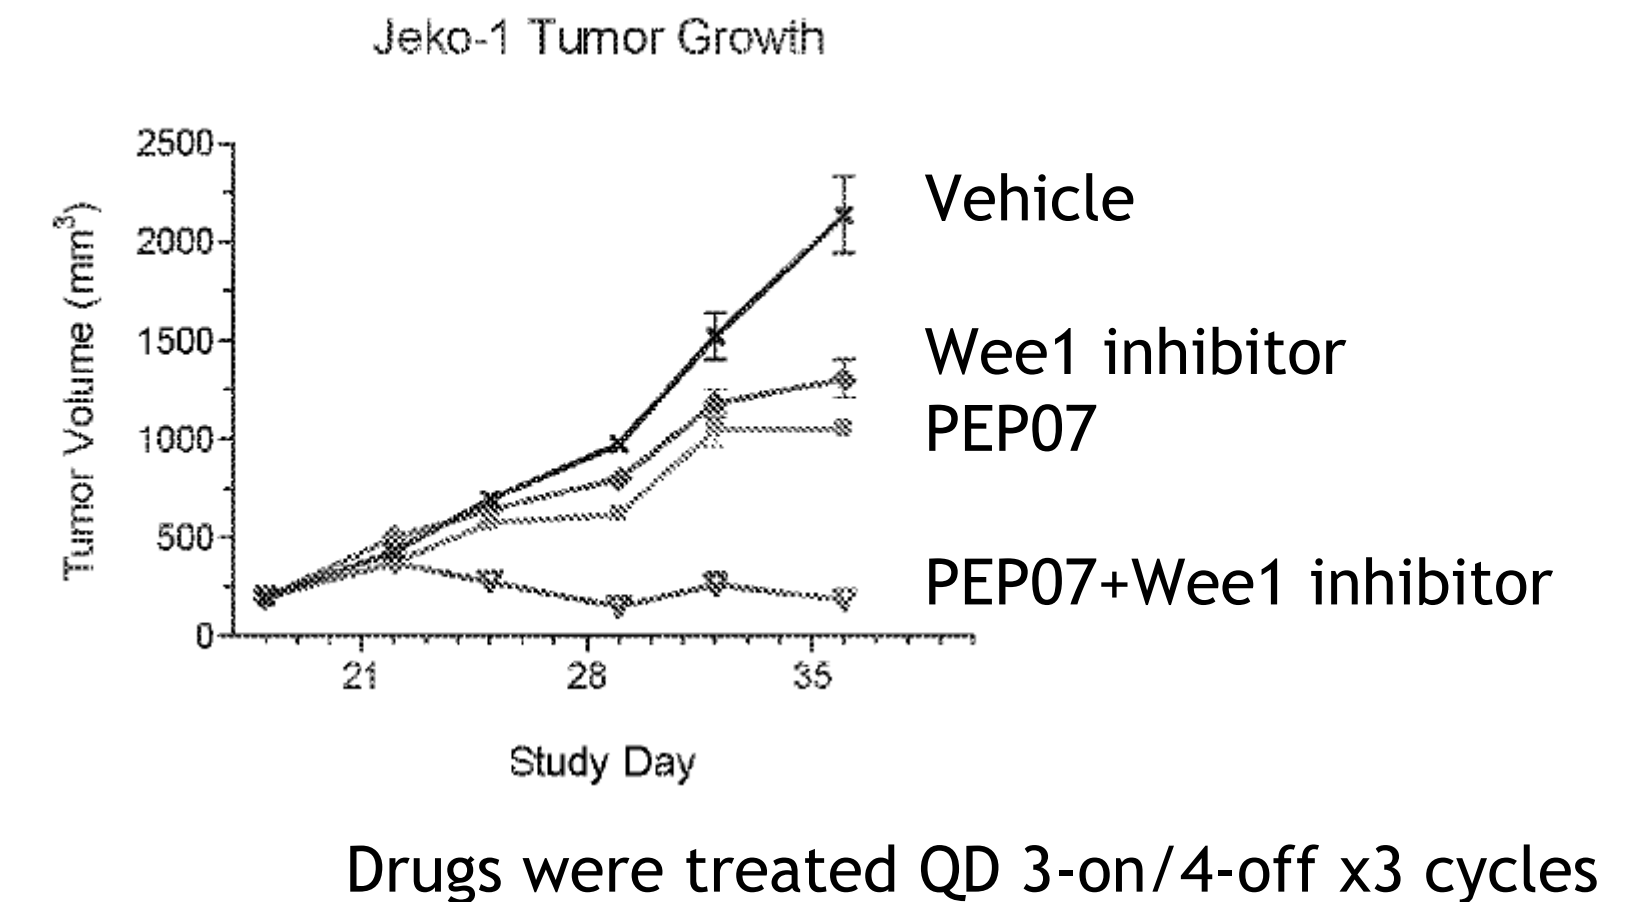 Jeko-1 Tumor Growth
Tumor Volume (mm³)
2500
2000
1500
1000
500
0
21
28
35
Study Day
Vehicle
Wee1 inhibitor
PEP07
PEP07+Wee1 inhibitor
Drugs were treated QD 3-on/4-off x3 cycles